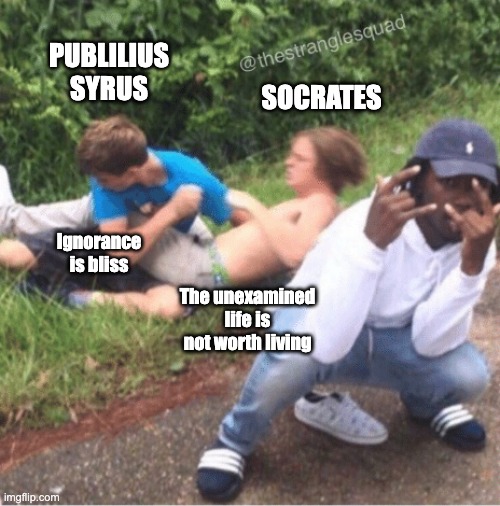 @thestranglesquad
PUBLILIUS
SYRUS
SOCRATES
Ignorance
is bliss
The unexamined
life is
not worth living
imgflip.com